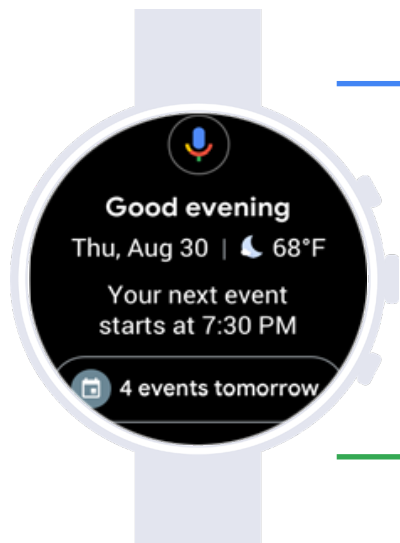 Good evening
Thu, Aug 30 | 68°F
Your next event
starts at 7:30 PM
4 events tomorrow